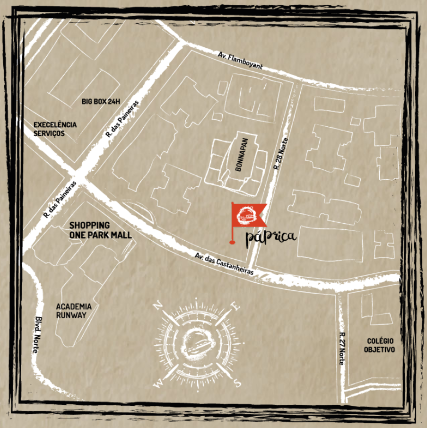 Av. Flamboyant
BIG BOX 24H
R. das Paineiras
EXECELÊNCIA
SERVIÇOS
BONNAPAN
R. 28 Norte
R. das Paineiras
SHOPPING
ONE PARK MALL
páprica
Av. das Castanheiras
ACADEMIA
RUNWAY
Blvd. Norte
N
E
W
S
R. 27 Norte
COLÉGIO
OBJETIVO